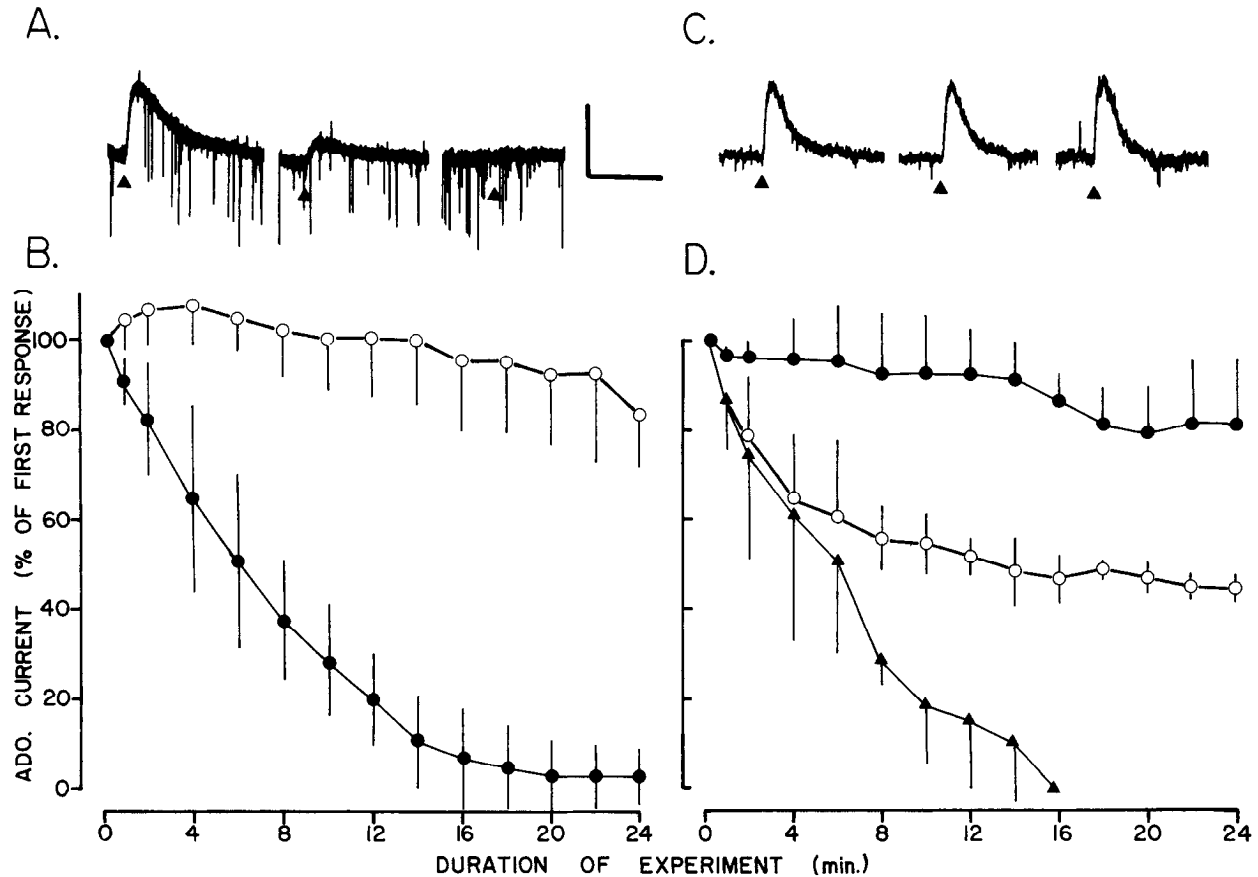 A.
C.
B.
D.
ADO. CURRENT (% OF FIRST RESPONSE)
100
80
60
40
20
0
0 4 8 12 16 20 24
0 4 8 12 16 20 24
DURATION OF EXPERIMENT (min.)